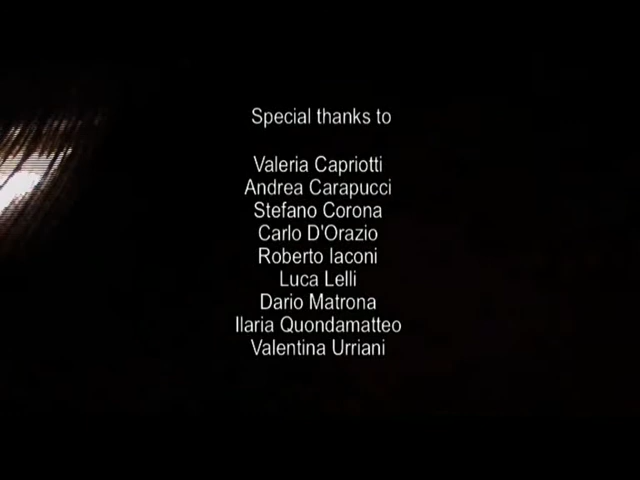 Special thanks to
Valeria Capriotti
Andrea Carapucci
Stefano Corona
Carlo D'Orazio
Roberto Iaconi
Luca Lelli
Dario Matrona
Ilaria Quondamatteo
Valentina Urriani